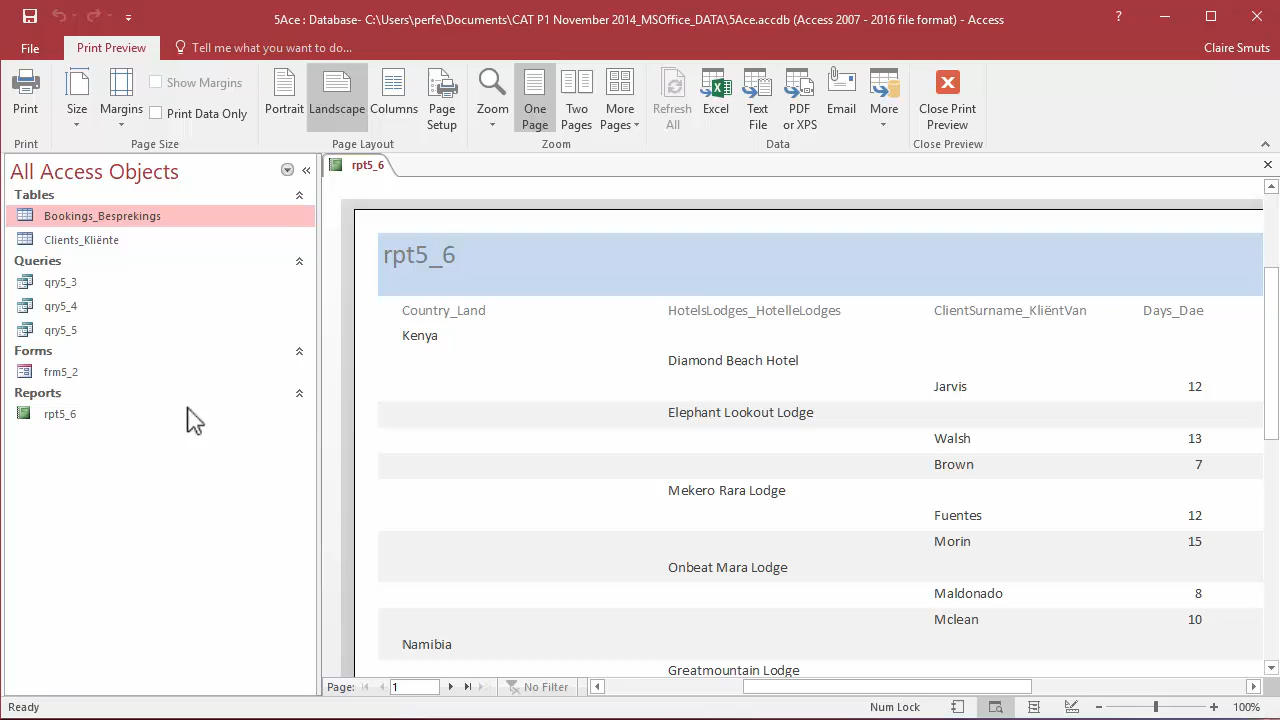 5Ace : Database- C:\Users\perfe\Documents\CAT P1 November 2014_MSOffice_DATA\5Ace.accdb (Access 2007 - 2016 file format) - Access
?
File
Print Preview
Tell me what you want to do...
Claire Smuts
Print
Size
Margins
Show Margins
Print Data Only
Portrait
Landscape
Columns
Page Setup
Zoom
One Page
Two Pages
More Pages
Refresh All
Excel
Text File
PDF or XPS
Email
More
Close Print Preview
Print
Page Size
Page Layout
Zoom
Data
Close Preview
All Access Objects
Tables
Bookings_Besprekings
Clients_Kliënte
Queries
qry5_3
qry5_4
qry5_5
Forms
frm5_2
Reports
rpt5_6
rpt5_6
rpt5_6
Country_Land HotelsLodges_HotelleLodges ClientSurname_KliëntVan Days_Dae
Kenya
Diamond Beach Hotel
Jarvis 12
Elephant Lookout Lodge
Walsh 13
Brown 7
Mekero Rara Lodge
Fuentes 12
Morin 15
Onbeat Mara Lodge
Maldonado 8
Mclean 10
Namibia
Greatmountain Lodge
Page: 1 No Filter
Ready Num Lock 100%